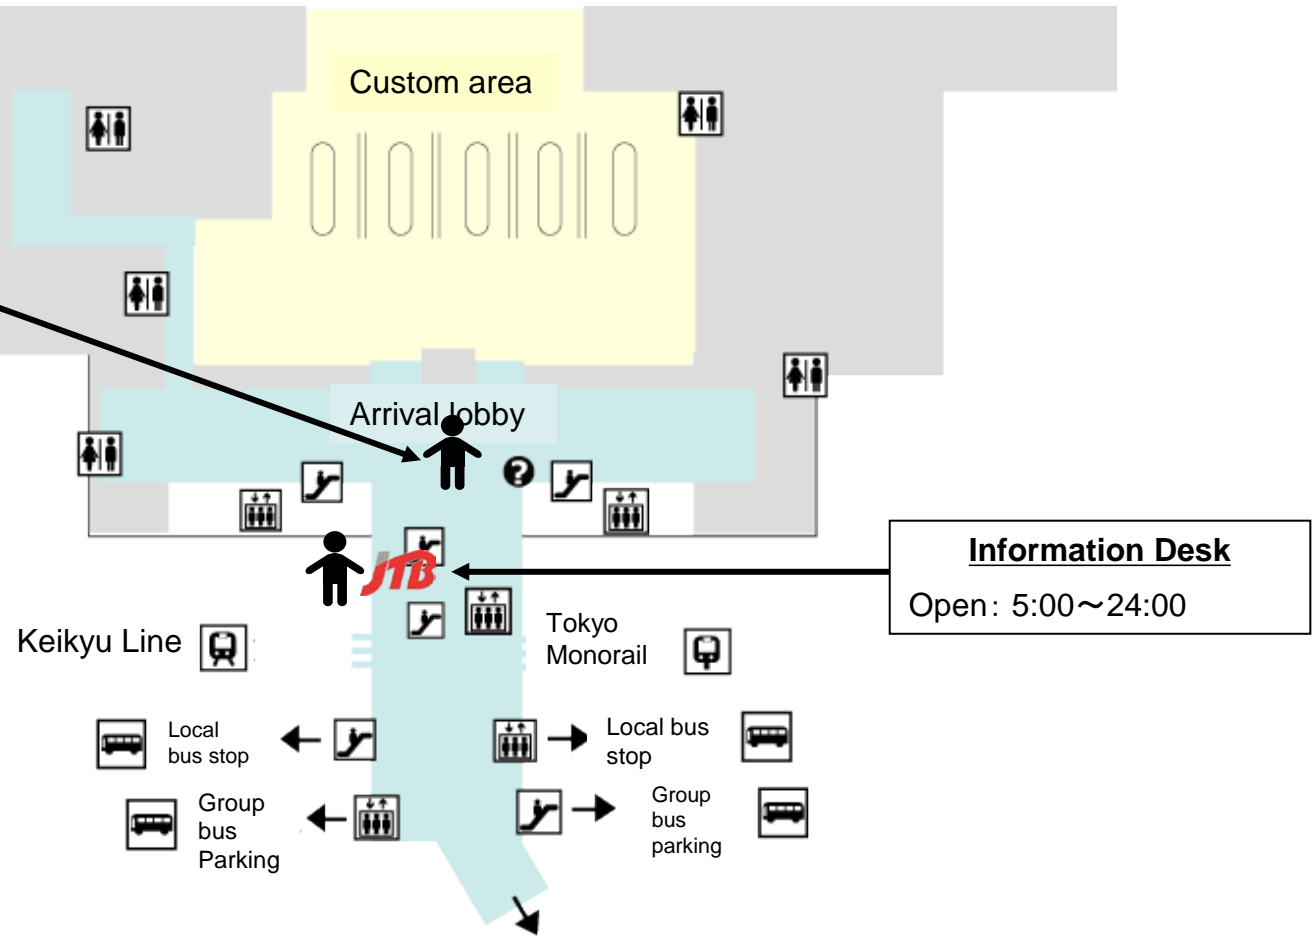 Custom area
Arrival lobby
?
JTB
Information Desk
Open: 5:00～24:00
Keikyu Line
Tokyo
Monorail
Local
bus stop
Local bus
stop
Group
bus
Parking
Group
bus
parking